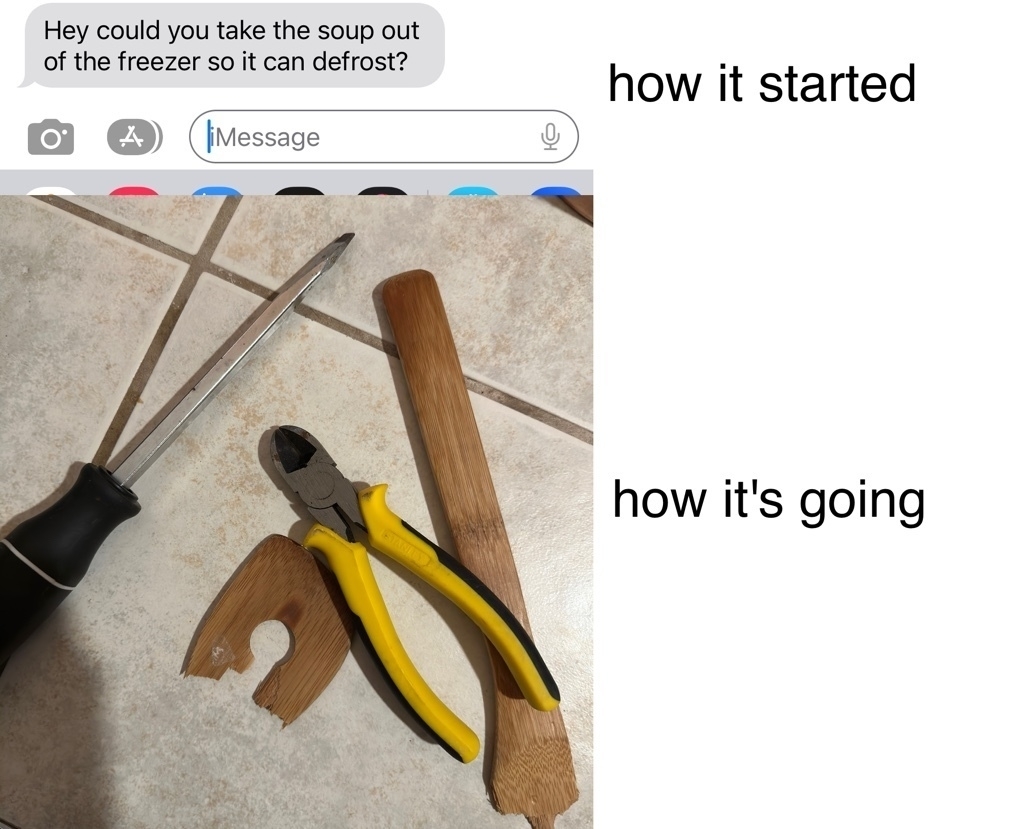 Hey could you take the soup out
of the freezer so it can defrost?
how it started
iMessage
how it's going